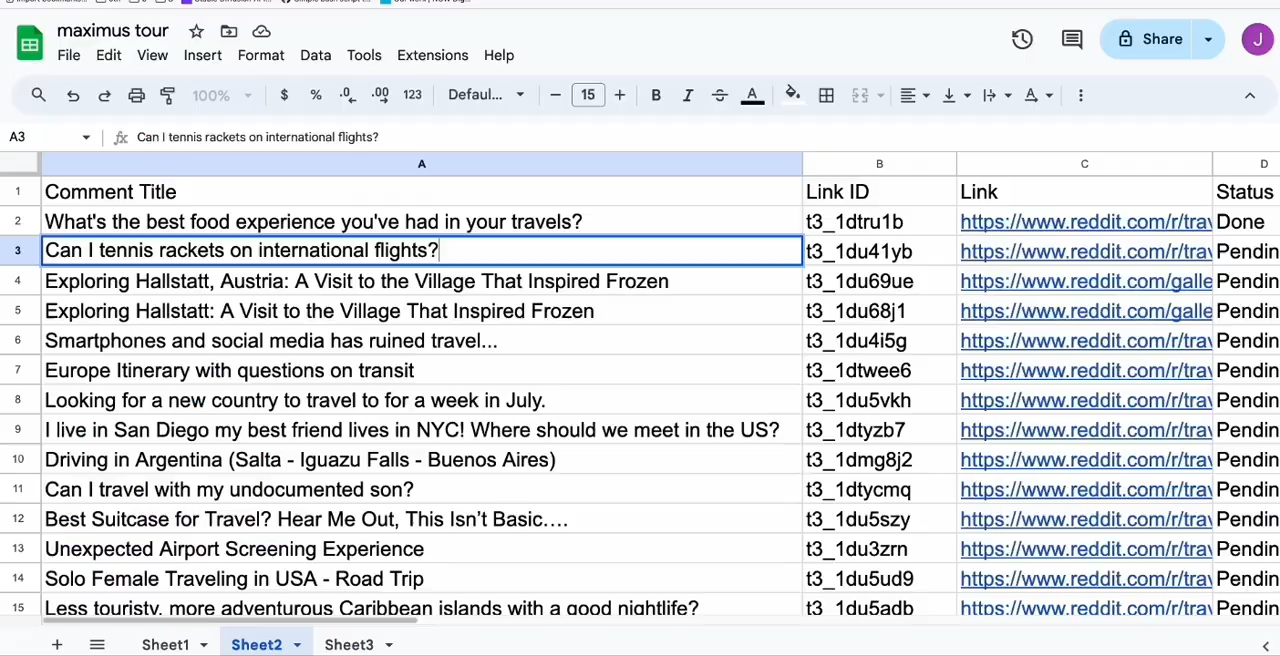 maximus tour
File Edit View Insert Format Data Tools Extensions Help
Share
J
100% $ % .0 .00 123 Defaul... 15 B I A
A3 fx Can I tennis rackets on international flights?
A B C D
1 Comment Title Link ID Link Status
2 What's the best food experience you've had in your travels? t3_1dtru1b https://www.reddit.com/r/trav Done
3 Can I tennis rackets on international flights? t3_1du41yb https://www.reddit.com/r/trav Pendin
4 Exploring Hallstatt, Austria: A Visit to the Village That Inspired Frozen t3_1du69ue https://www.reddit.com/galle Pendin
5 Exploring Hallstatt: A Visit to the Village That Inspired Frozen t3_1du68j1 https://www.reddit.com/galle Pendin
6 Smartphones and social media has ruined travel... t3_1du4i5g https://www.reddit.com/r/trav Pendin
7 Europe Itinerary with questions on transit t3_1dtwee6 https://www.reddit.com/r/trav Pendin
8 Looking for a new country to travel to for a week in July. t3_1du5vkh https://www.reddit.com/r/trav Pendin
9 I live in San Diego my best friend lives in NYC! Where should we meet in the US? t3_1dtyzb7 https://www.reddit.com/r/trav Pendin
10 Driving in Argentina (Salta - Iguazu Falls - Buenos Aires) t3_1dmg8j2 https://www.reddit.com/r/trav Pendin
11 Can I travel with my undocumented son? t3_1dtycmq https://www.reddit.com/r/trav Pendin
12 Best Suitcase for Travel? Hear Me Out, This Isn’t Basic…. t3_1du5szy https://www.reddit.com/r/trav Pendin
13 Unexpected Airport Screening Experience t3_1du3zrn https://www.reddit.com/r/trav Pendin
14 Solo Female Traveling in USA - Road Trip t3_1du5ud9 https://www.reddit.com/r/trav Pendin
15 Less touristy, more adventurous Caribbean islands with a good nightlife? t3_1du5adb https://www.reddit.com/r/trav Pendin
Sheet1 Sheet2 Sheet3